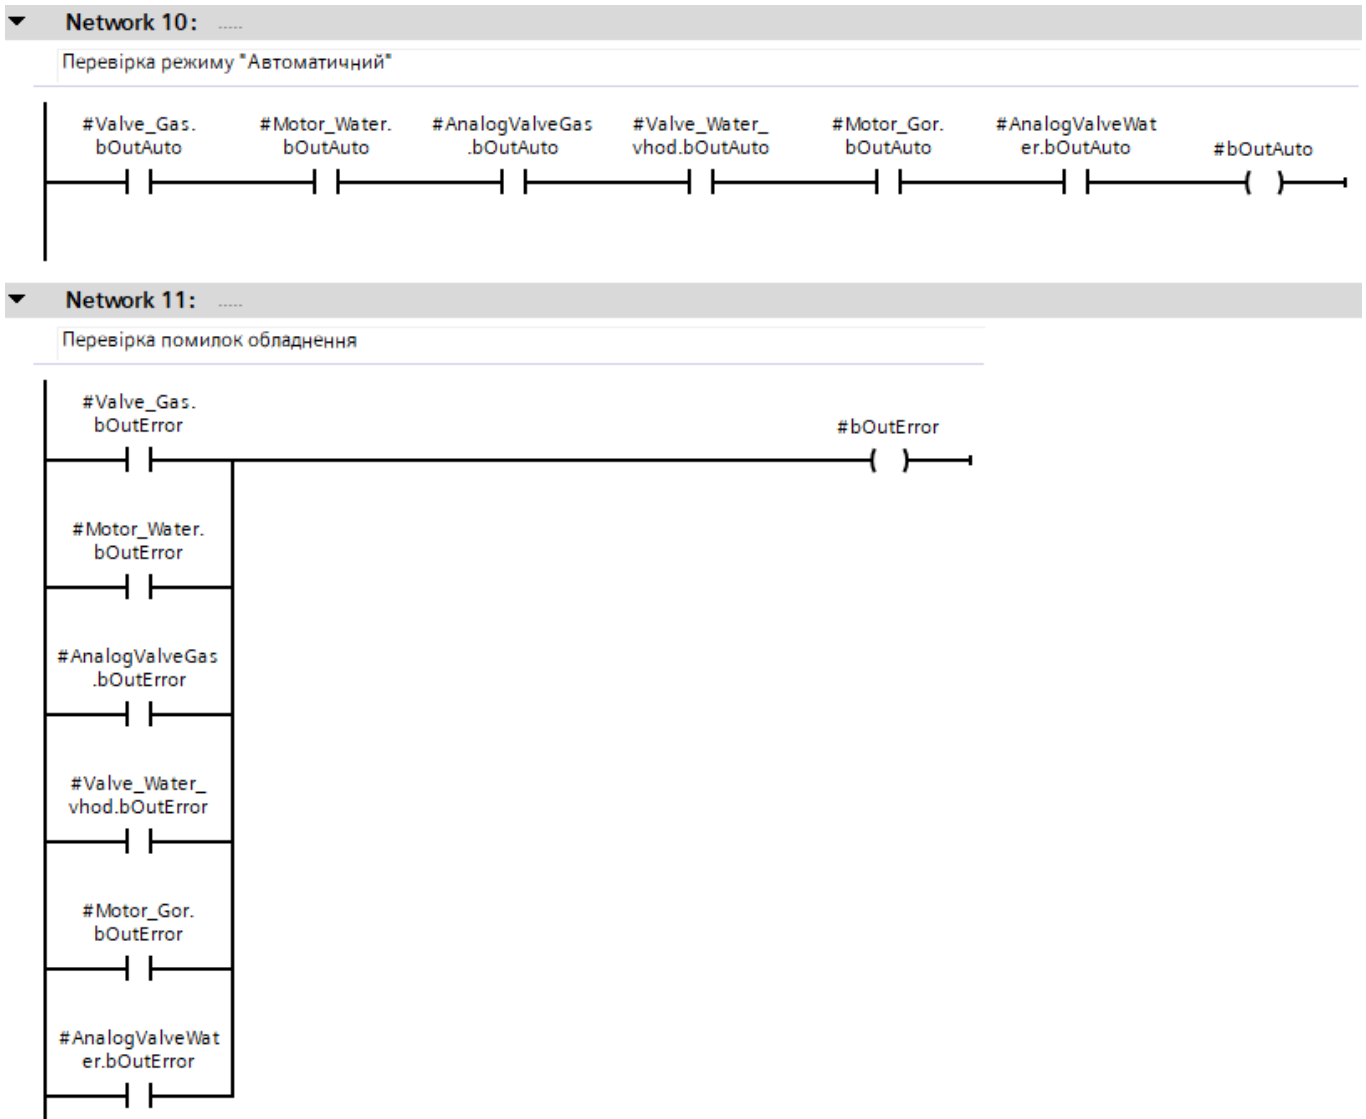 Network 10: .....
Перевірка режиму "Автоматичний"
#Valve_Gas.
bOutAuto
#Motor_Water.
bOutAuto
#AnalogValveGas
.bOutAuto
#Valve_Water_
vhod.bOutAuto
#Motor_Gor.
bOutAuto
#AnalogValveWat
er.bOutAuto
#bOutAuto
Network 11: .....
Перевірка помилок обладнення
#Valve_Gas.
bOutError
#bOutError
#Motor_Water.
bOutError
#AnalogValveGas
.bOutError
#Valve_Water_
vhod.bOutError
#Motor_Gor.
bOutError
#AnalogValveWat
er.bOutError